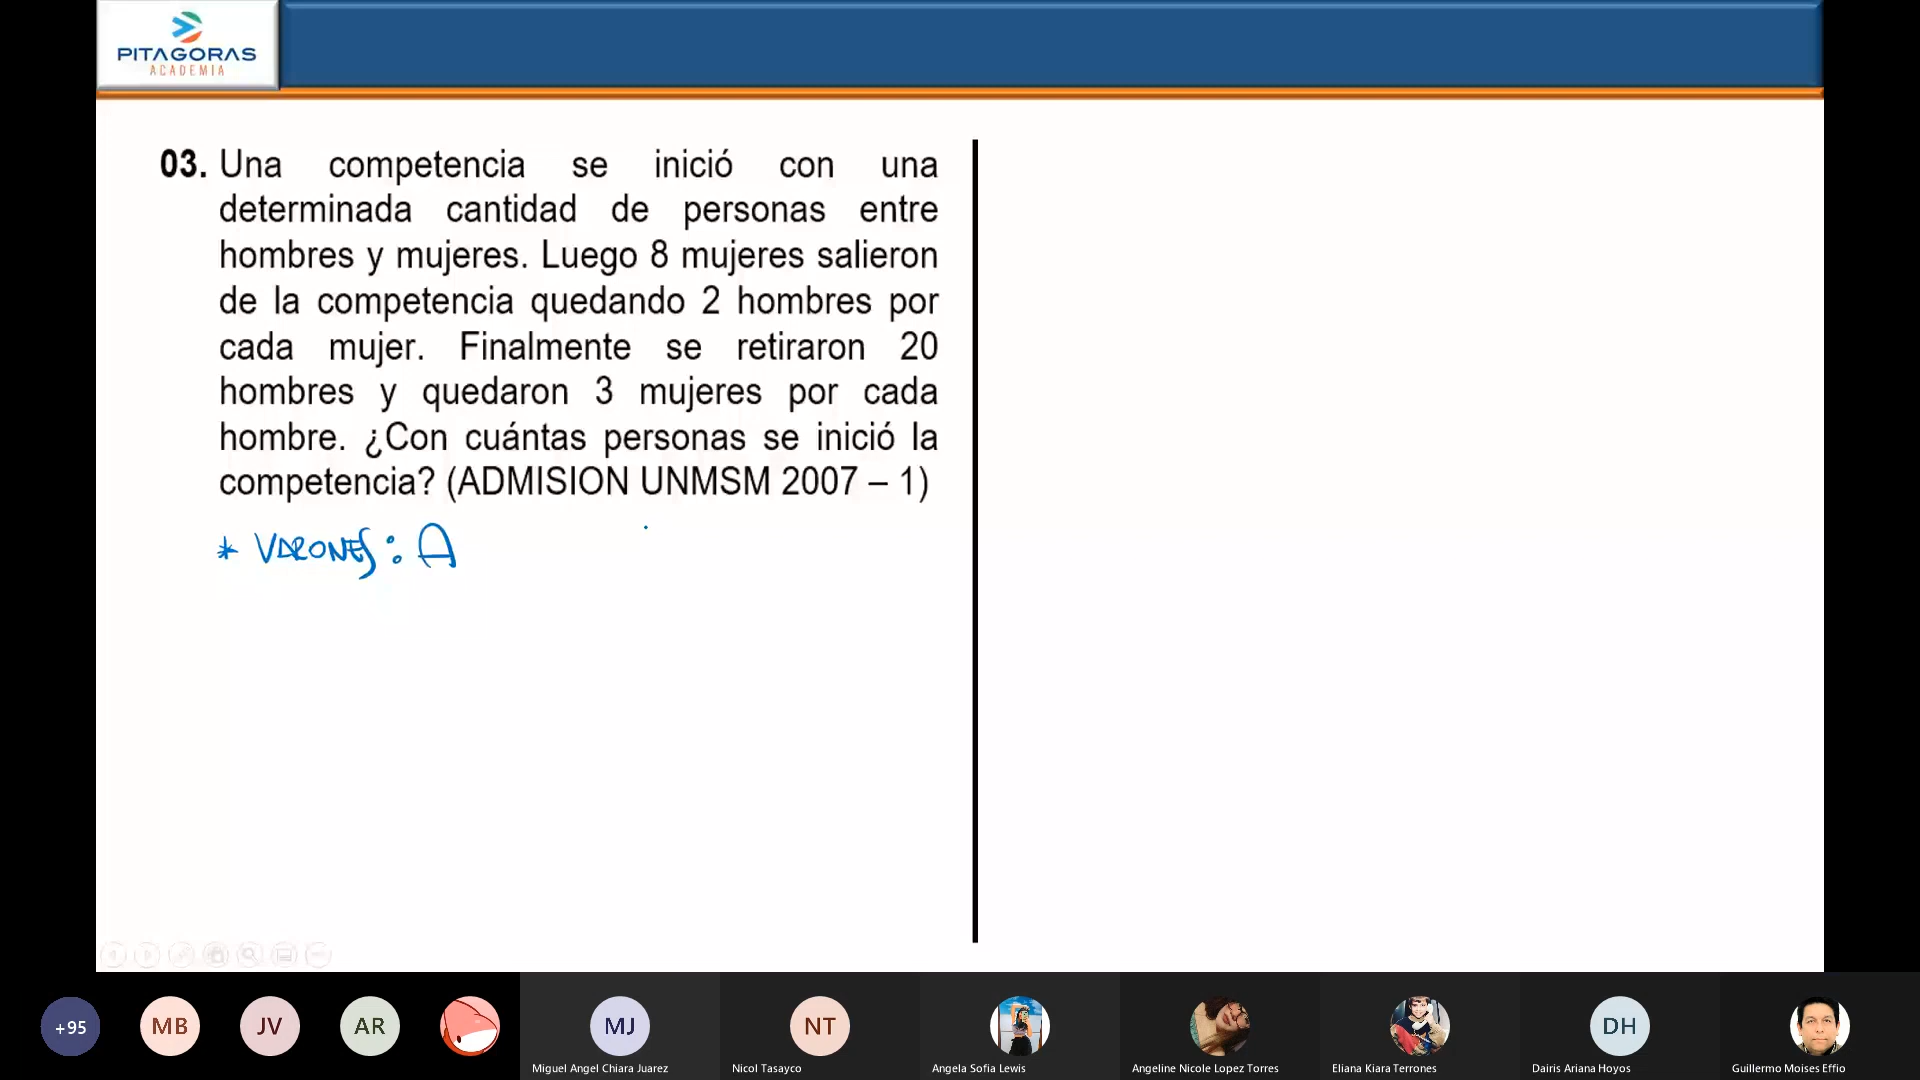 PITAGORAS
ACADEMIA
03. Una competencia se inició con una
determinada cantidad de personas entre
hombres y mujeres. Luego 8 mujeres salieron
de la competencia quedando 2 hombres por
cada mujer. Finalmente se retiraron 20
hombres y quedaron 3 mujeres por cada
hombre. ¿Con cuántas personas se inició la
competencia? (ADMISION UNMSM 2007 – 1)
* VARONES: A
+95 MB JV AR MJ NT DH
Miguel Angel Chiara Juarez Nicol Tasayco Angela Sofia Lewis Angeline Nicole Lopez Torres Eliana Kiara Terrones Dairis Ariana Hoyos Guillermo Moises Effio